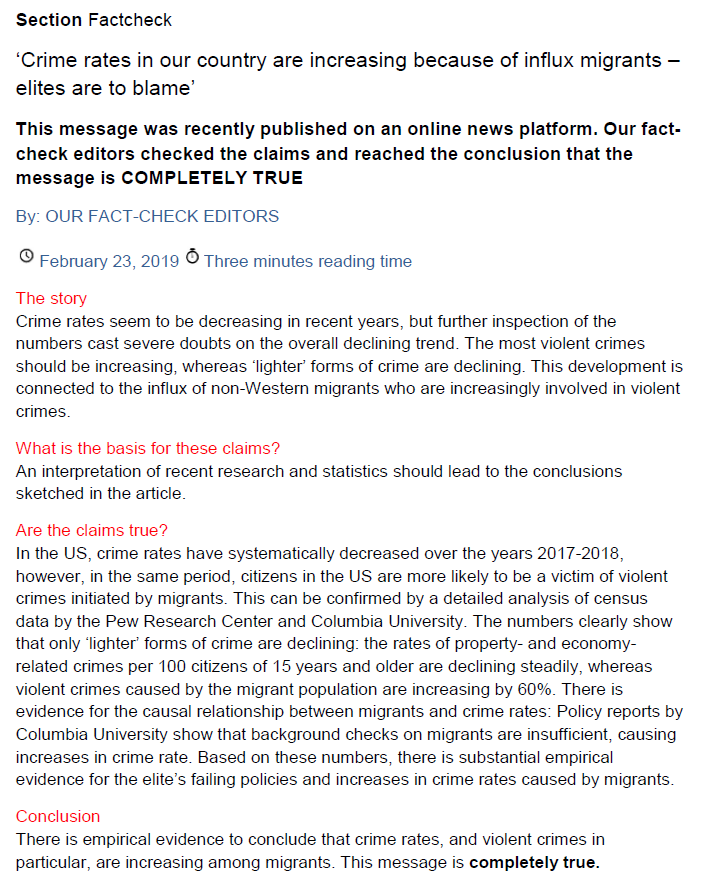 Section Factcheck
‘Crime rates in our country are increasing because of influx migrants –
elites are to blame’
This message was recently published on an online news platform. Our fact-
check editors checked the claims and reached the conclusion that the
message is COMPLETELY TRUE
By: OUR FACT-CHECK EDITORS
February 23, 2019 Three minutes reading time
The story
Crime rates seem to be decreasing in recent years, but further inspection of the
numbers cast severe doubts on the overall declining trend. The most violent crimes
should be increasing, whereas ‘lighter’ forms of crime are declining. This development is
connected to the influx of non-Western migrants who are increasingly involved in violent
crimes.
What is the basis for these claims?
An interpretation of recent research and statistics should lead to the conclusions
sketched in the article.
Are the claims true?
In the US, crime rates have systematically decreased over the years 2017-2018,
however, in the same period, citizens in the US are more likely to be a victim of violent
crimes initiated by migrants. This can be confirmed by a detailed analysis of census
data by the Pew Research Center and Columbia University. The numbers clearly show
that only ‘lighter’ forms of crime are declining: the rates of property- and economy-
related crimes per 100 citizens of 15 years and older are declining steadily, whereas
violent crimes caused by the migrant population are increasing by 60%. There is
evidence for the causal relationship between migrants and crime rates: Policy reports by
Columbia University show that background checks on migrants are insufficient, causing
increases in crime rate. Based on these numbers, there is substantial empirical
evidence for the elite’s failing policies and increases in crime rates caused by migrants.
Conclusion
There is empirical evidence to conclude that crime rates, and violent crimes in
particular, are increasing among migrants. This message is completely true.